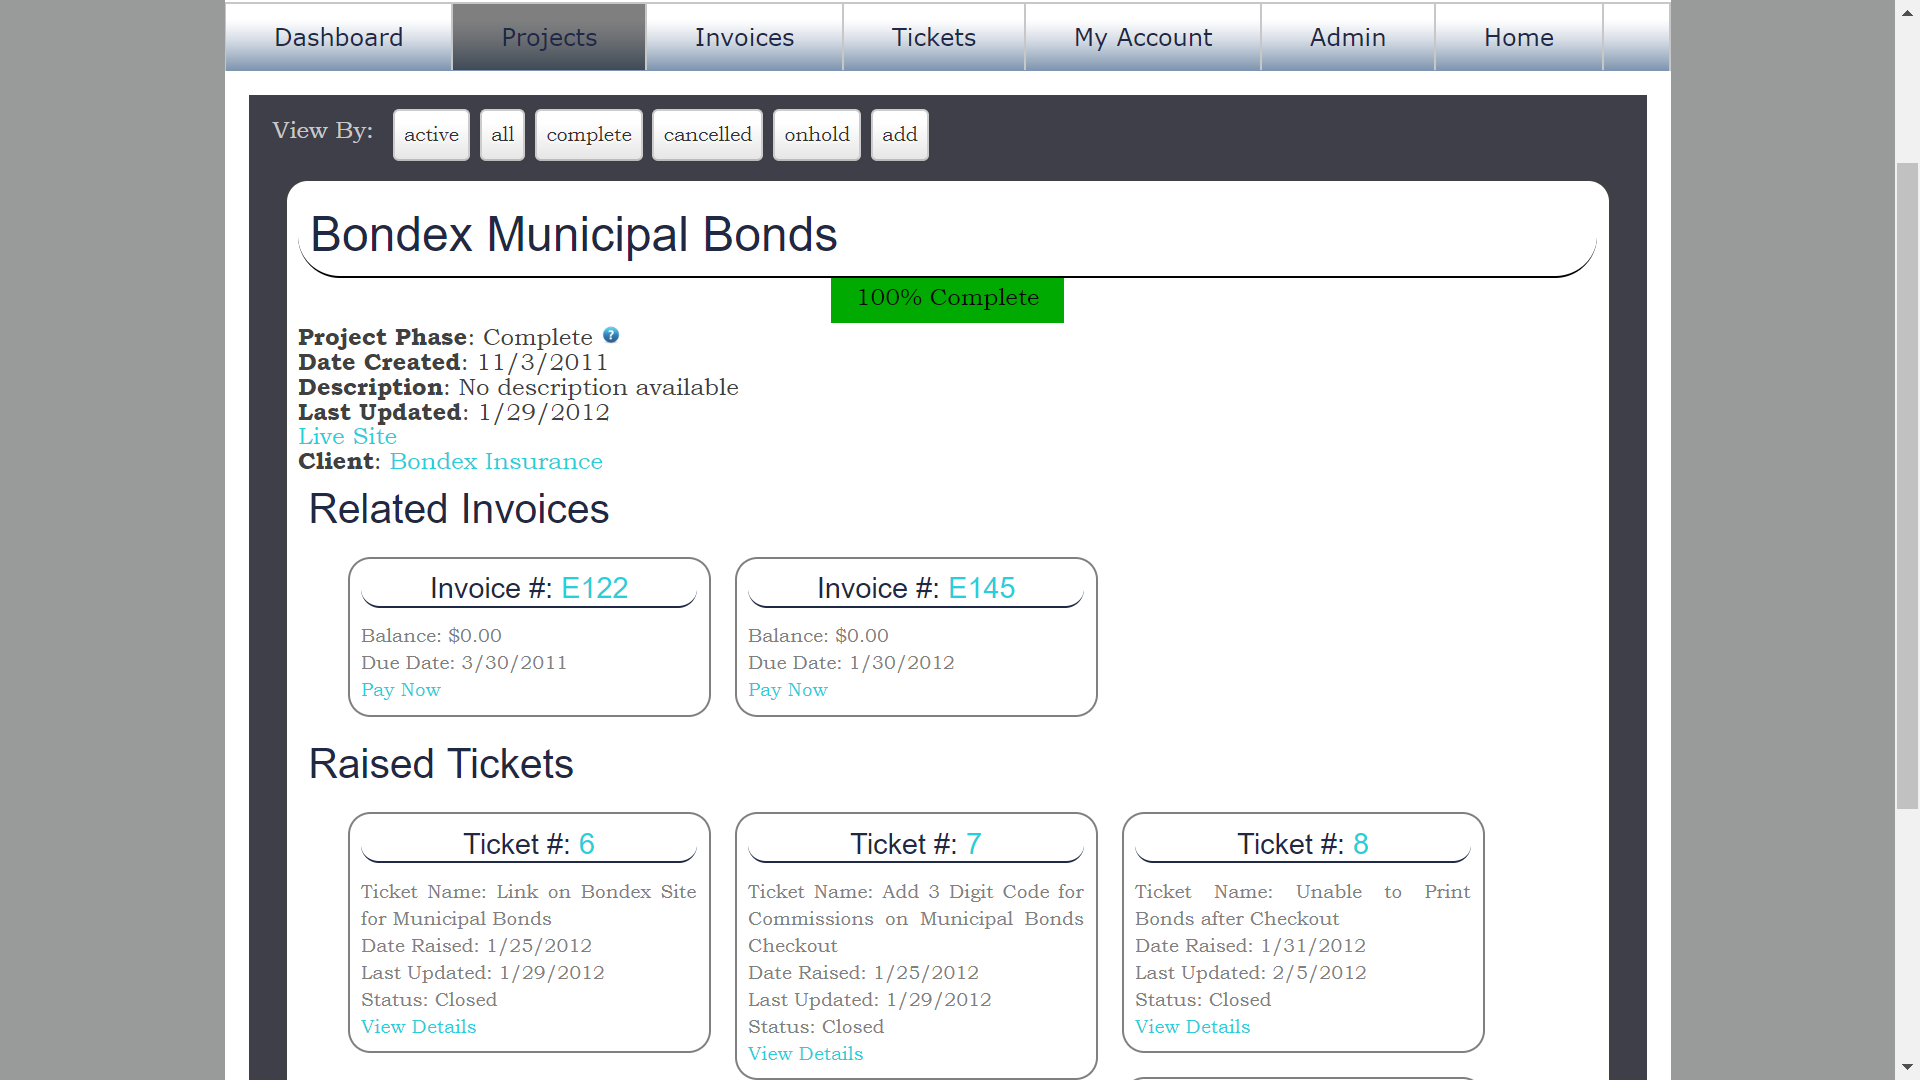 Dashboard Projects Invoices Tickets My Account Admin Home
View By: active all complete cancelled onhold add
Bondex Municipal Bonds
100% Complete
Project Phase: Complete ?
Date Created: 11/3/2011
Description: No description available
Last Updated: 1/29/2012
Live Site
Client: Bondex Insurance
Related Invoices
Invoice #: E122
Balance: $0.00
Due Date: 3/30/2011
Pay Now
Invoice #: E145
Balance: $0.00
Due Date: 1/30/2012
Pay Now
Raised Tickets
Ticket #: 6
Ticket Name: Link on Bondex Site
for Municipal Bonds
Date Raised: 1/25/2012
Last Updated: 1/29/2012
Status: Closed
View Details
Ticket #: 7
Ticket Name: Add 3 Digit Code for
Commissions on Municipal Bonds
Checkout
Date Raised: 1/25/2012
Last Updated: 1/29/2012
Status: Closed
View Details
Ticket #: 8
Ticket Name: Unable to Print
Bonds after Checkout
Date Raised: 1/31/2012
Last Updated: 2/5/2012
Status: Closed
View Details